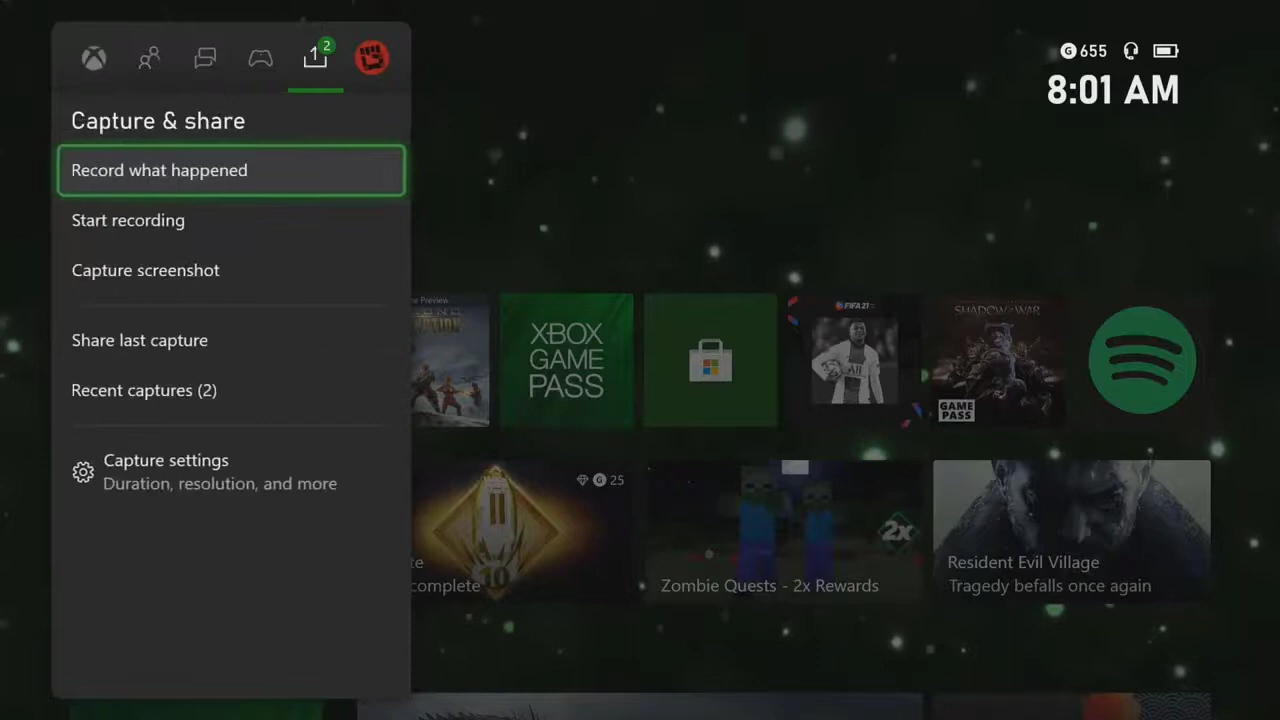 2
G 655
8:01 AM
Capture & share
Record what happened
Start recording
Capture screenshot
Share last capture
Recent captures (2)
Capture settings
Duration, resolution, and more
XBOX
GAME
PASS
FIFA 21
SHADOW OF WAR
GAME
PASS
G 25
10
complete
2x
Zombie Quests - 2x Rewards
Resident Evil Village
Tragedy befalls once again